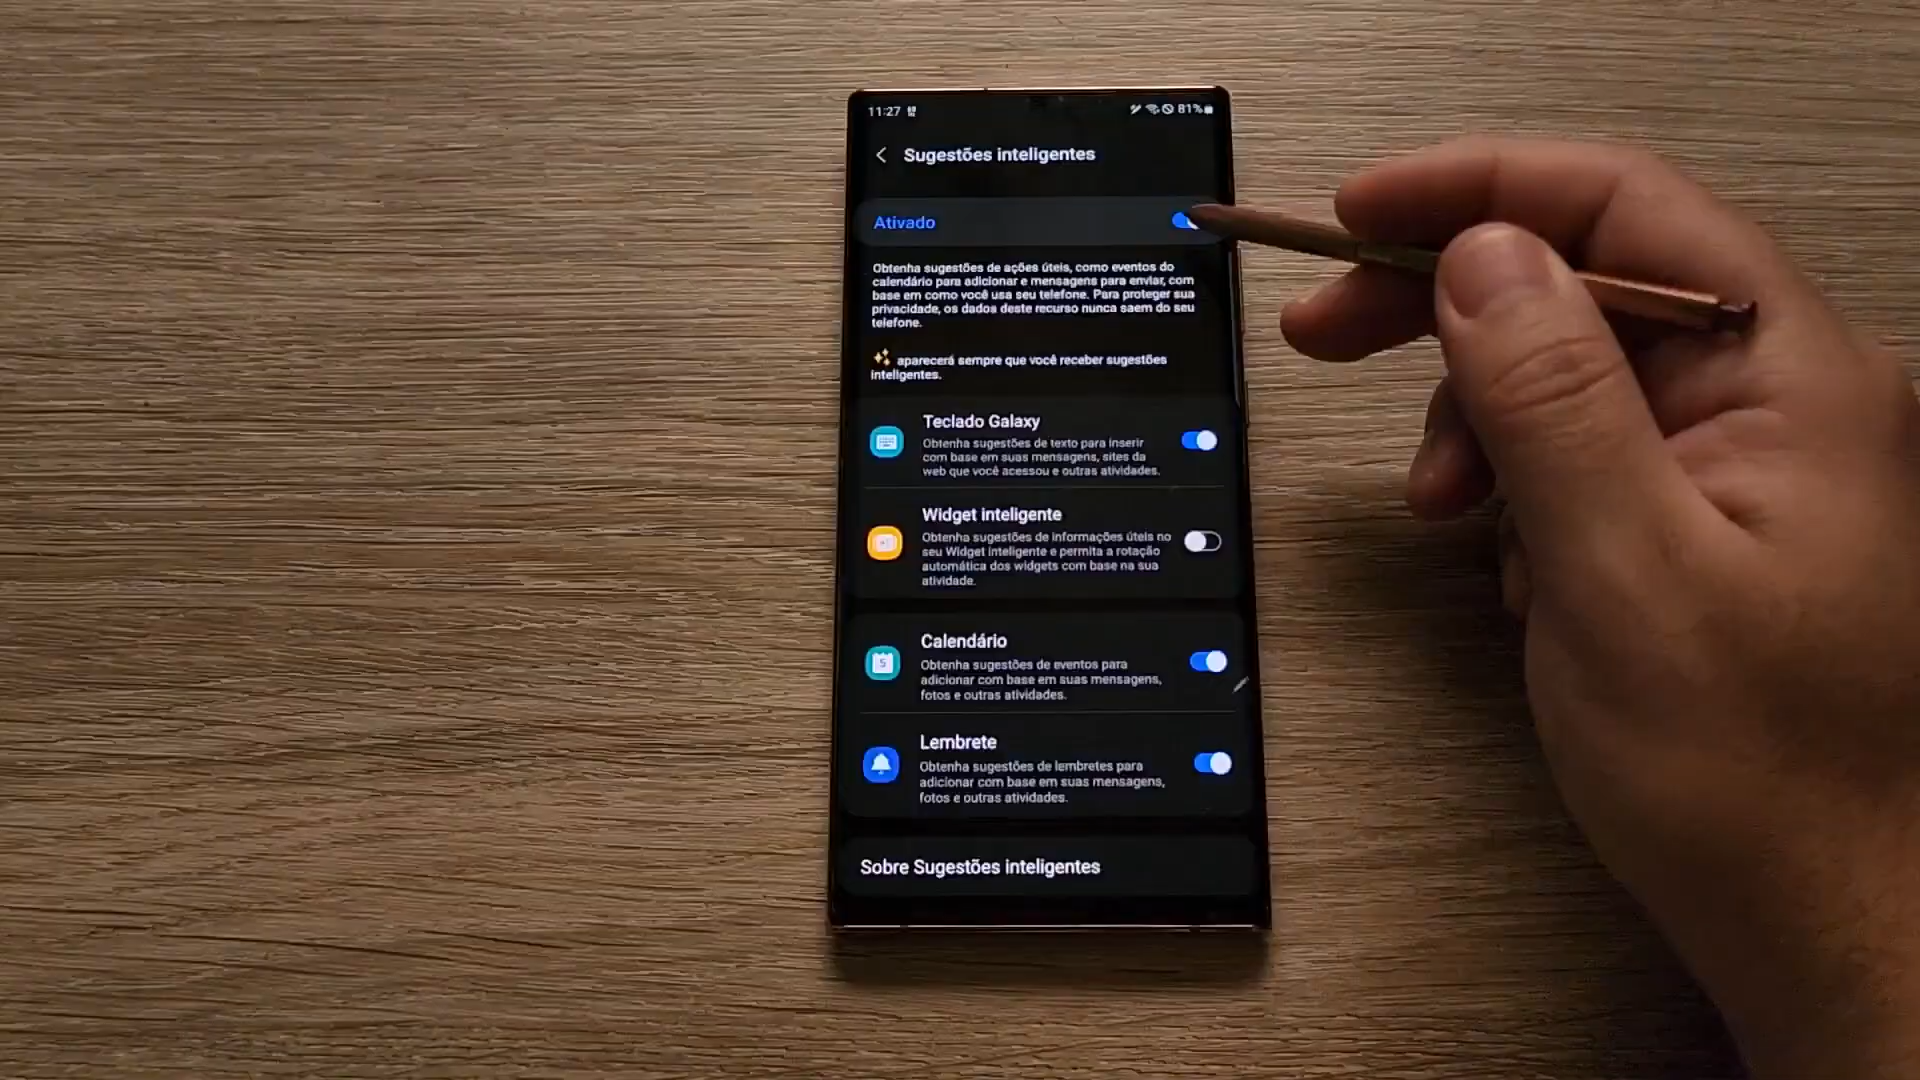 11:27
81%
Sugestões inteligentes
Ativado
Obtenha sugestões de ações úteis, como eventos do
calendário para adicionar e mensagens para enviar, com
base em como você usa seu telefone. Para proteger sua
privacidade, os dados deste recurso nunca saem do seu
telefone.
aparecerá sempre que você receber sugestões
inteligentes.
Teclado Galaxy
Obtenha sugestões de texto para inserir
com base em suas mensagens, sites da
web que você acessou e outras atividades.
Widget inteligente
Obtenha sugestões de informações úteis no
seu Widget inteligente e permita a rotação
automática dos widgets com base na sua
atividade.
Calendário
Obtenha sugestões de eventos para
adicionar com base em suas mensagens,
fotos e outras atividades.
Lembrete
Obtenha sugestões de lembretes para
adicionar com base em suas mensagens,
fotos e outras atividades.
Sobre Sugestões inteligentes